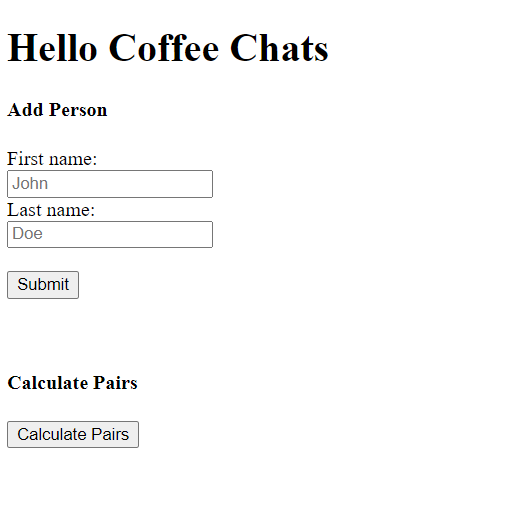 Hello Coffee Chats
Add Person
First name:
John
Last name:
Doe
Submit
Calculate Pairs
Calculate Pairs